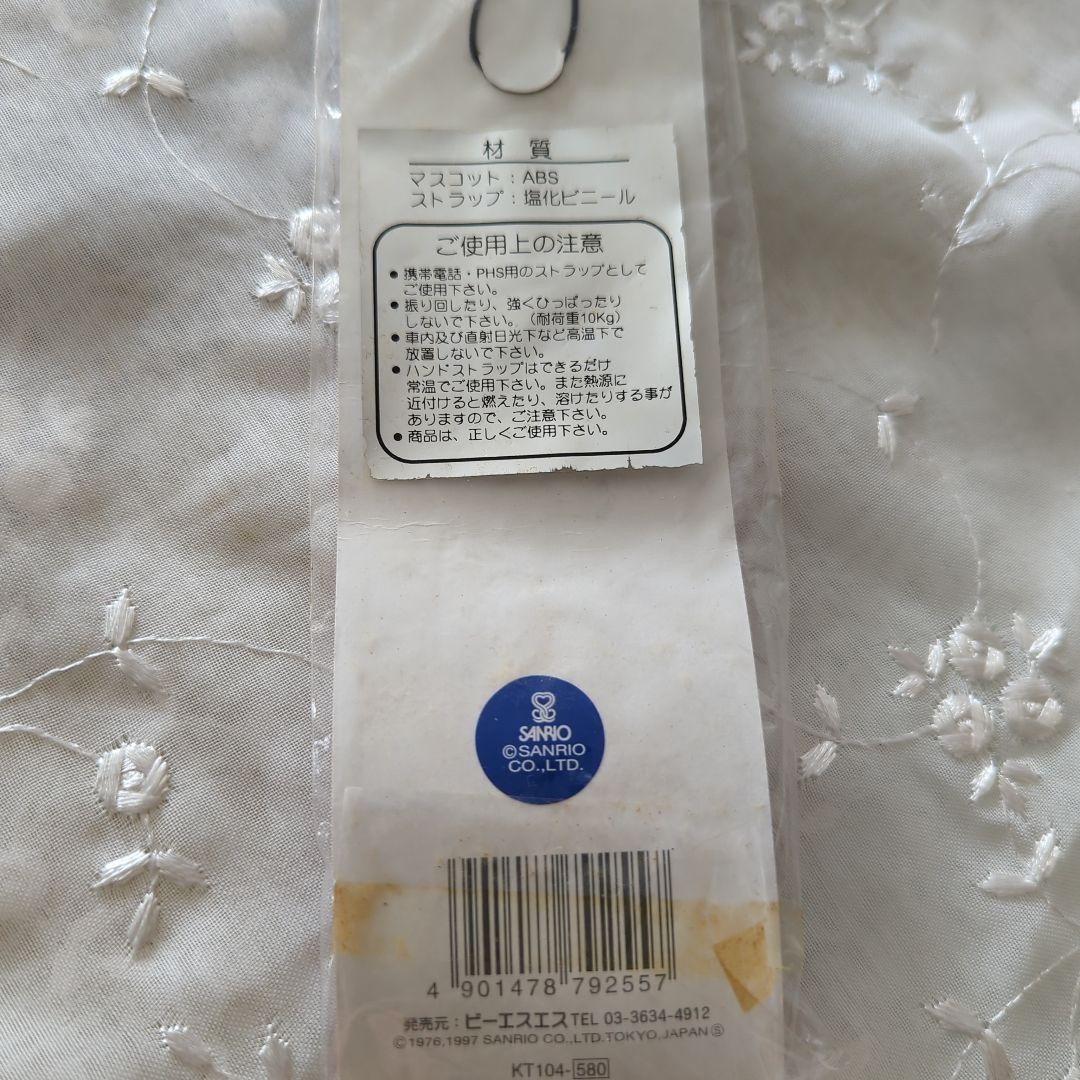 材 質
マスコット：ABS
ストラップ：塩化ビニール
ご使用上の注意
●携帯電話・PHS用のストラップとして
ご使用下さい。
●振り回したり、強くひっぱったり
しないで下さい。（耐荷重10Kg）
●車内及び直射日光下など高温下で
放置しないで下さい。
●ハンドストラップはできるだけ
常温でご使用下さい。また熱源に
近付けると燃えたり、溶けたりする事が
ありますので、ご注意下さい。
●商品は、正しくご使用下さい。
SANRIO
©SANRIO
CO.,LTD.
4 901478 792557
発売元：ピーエスエス TEL 03-3634-4912
©1976,1997 SANRIO CO.,LTD.TOKYO,JAPAN Ⓢ
KT104-580